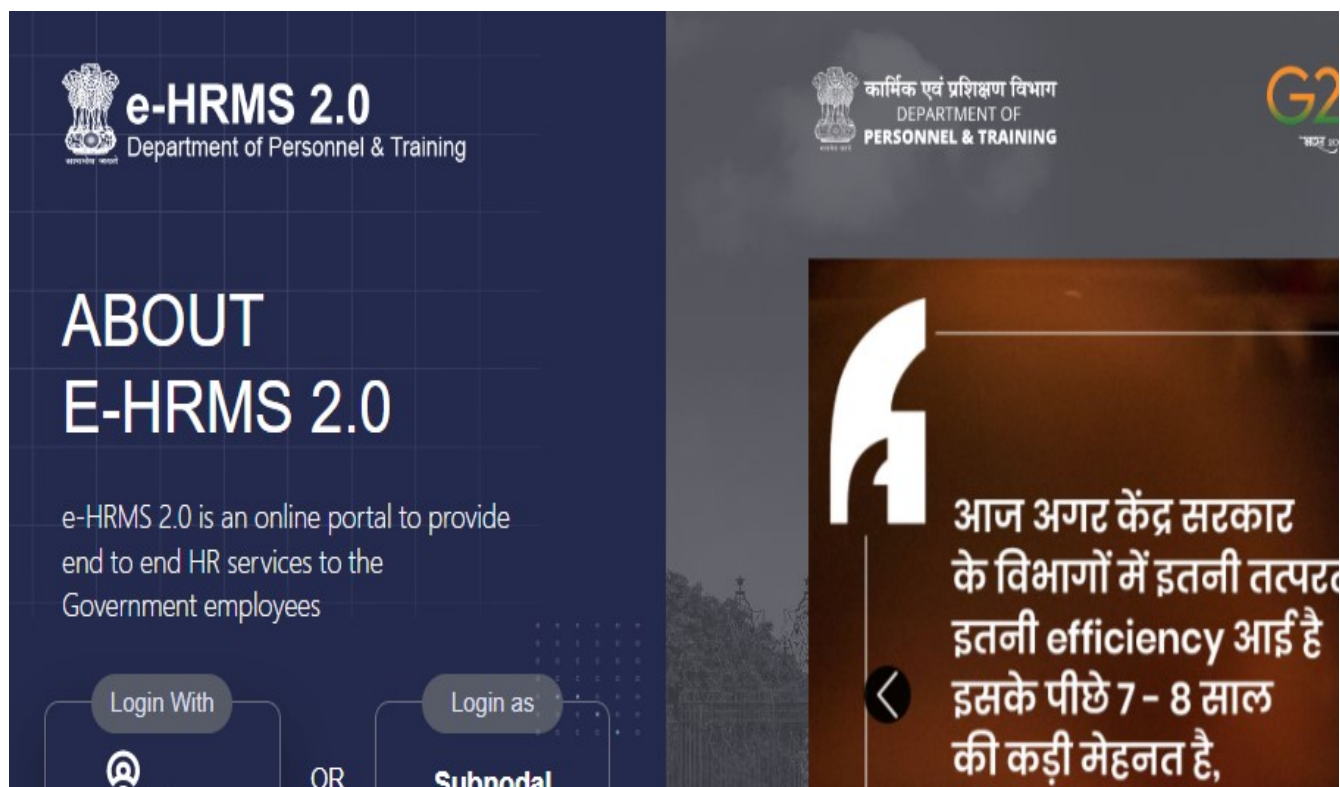 e-HRMS 2.0
Department of Personnel & Training
ABOUT
E-HRMS 2.0
e-HRMS 2.0 is an online portal to provide
end to end HR services to the
Government employees
Login With
OR
Login as
Subnodal
कार्मिक एवं प्रशिक्षण विभाग
DEPARTMENT OF
PERSONNEL & TRAINING
G2
आज अगर केंद्र सरकार
के विभागों में इतनी
इतनी efficiency आई है
इसके पीछे 7 - 8 साल
की कड़ी मेहनत है,